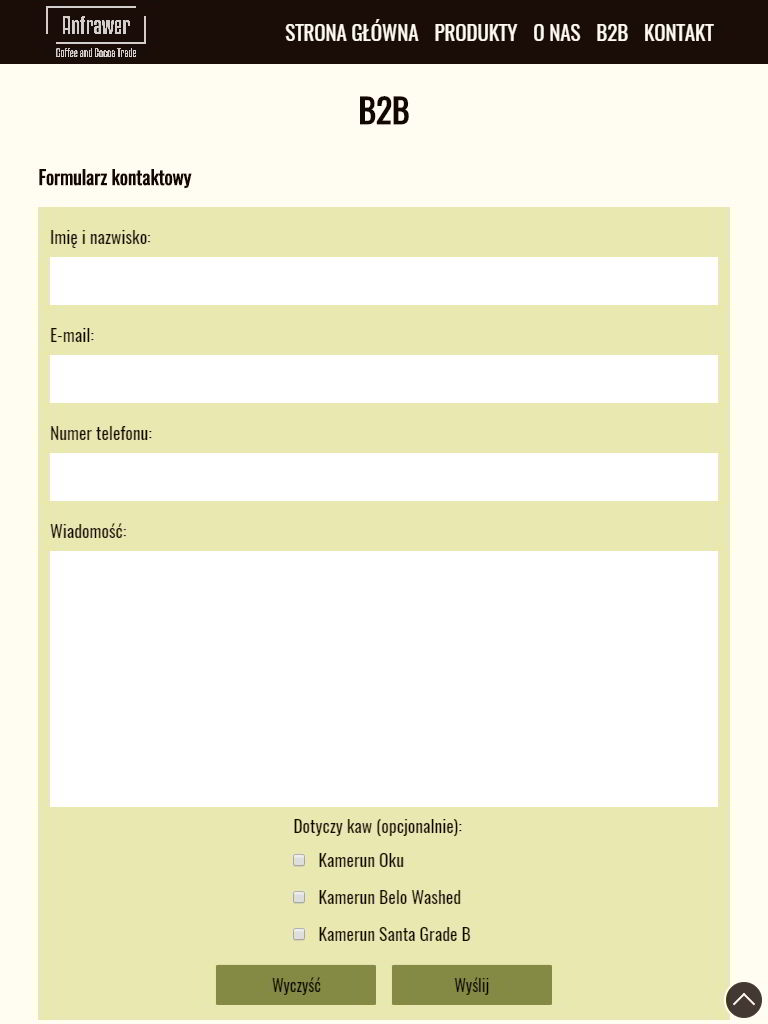 Anfrawer
Coffee and Cocoa Trade
STRONA GŁÓWNA PRODUKTY O NAS B2B KONTAKT
B2B
Formularz kontaktowy
Imię i nazwisko:
E-mail:
Numer telefonu:
Wiadomość:
Dotyczy kaw (opcjonalnie):
Kamerun Oku
Kamerun Belo Washed
Kamerun Santa Grade B
Wyczyść Wyślij